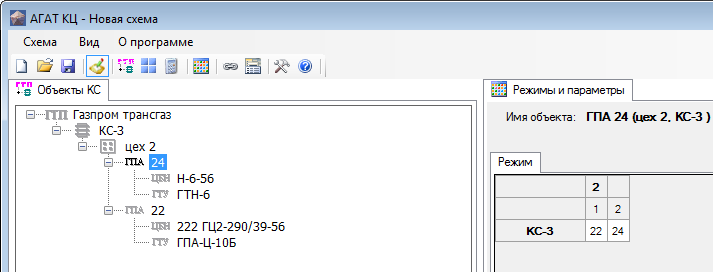 АГАТ КЦ - Новая схема
Схема Вид О программе
Объекты КС
ГТП Газпром трансгаз
КС-3
цех 2
ГПА 24
ЦБН Н-6-56
ГТУ ГТН-6
ГПА 22
ЦБН 222 ГЦ2-290/39-56
ГТУ ГПА-Ц-10Б
Режимы и параметры
Имя объекта: ГПА 24 (цех 2, КС-3 )
Режим
2
1 2
КС-3 22 24